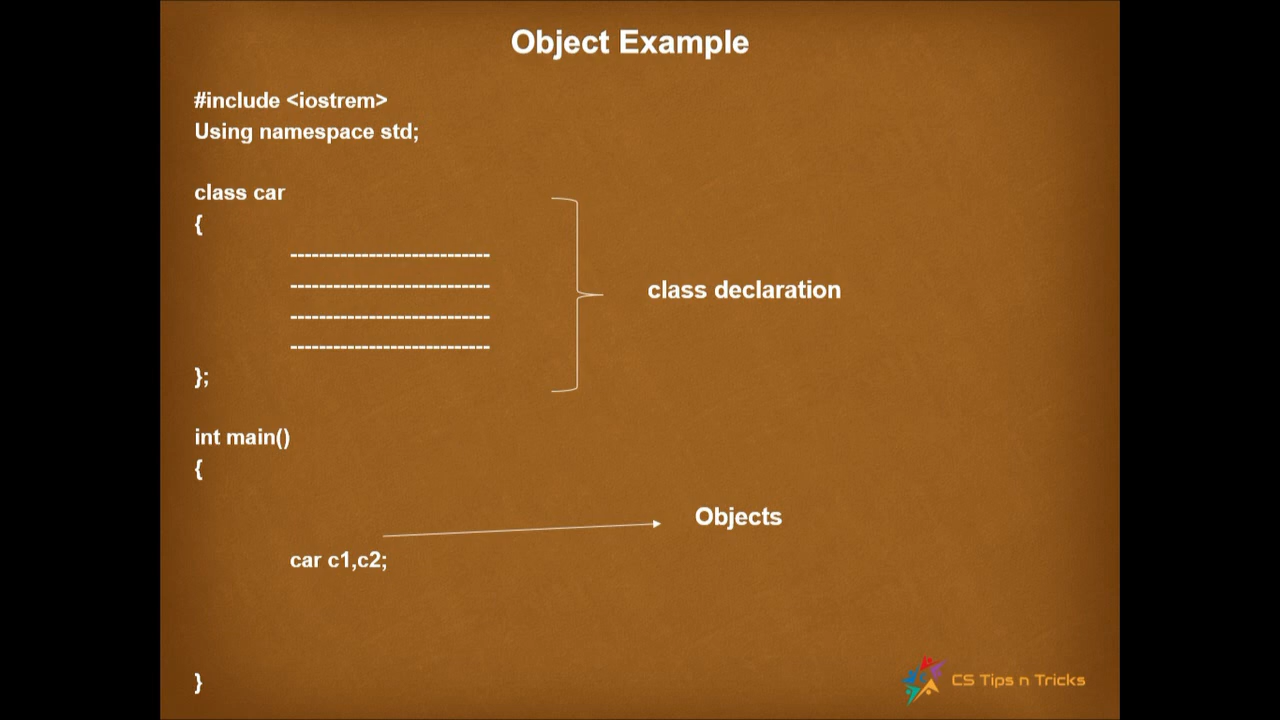 Object Example
#include <iostrem>
Using namespace std;
class car
{
----------------------------
----------------------------
class declaration
----------------------------
----------------------------
};
int main()
{
Objects
car c1,c2;
}
CS Tips n Tricks